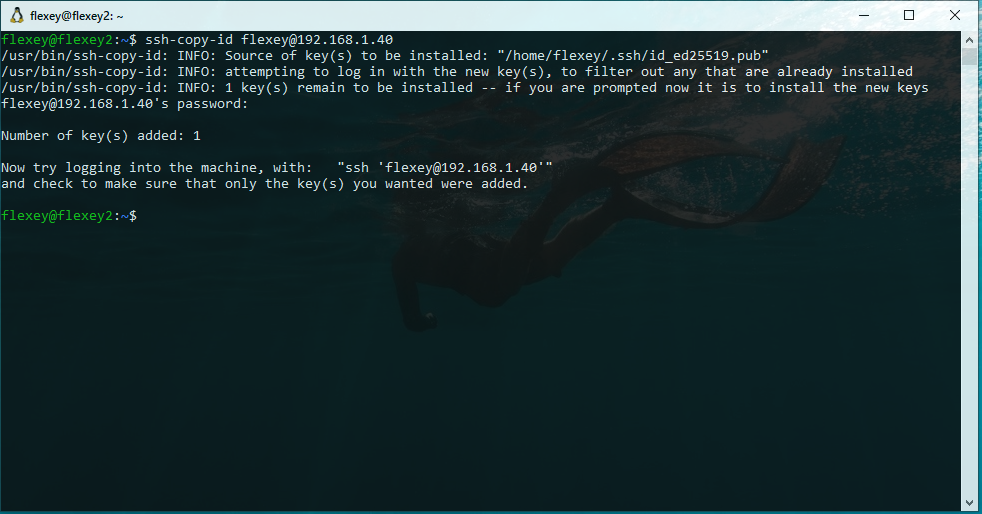 flexey@flexey2: ~
flexey@flexey2:~$ ssh-copy-id flexey@192.168.1.40
/usr/bin/ssh-copy-id: INFO: Source of key(s) to be installed: "/home/flexey/.ssh/id_ed25519.pub"
/usr/bin/ssh-copy-id: INFO: attempting to log in with the new key(s), to filter out any that are already installed
/usr/bin/ssh-copy-id: INFO: 1 key(s) remain to be installed -- if you are prompted now it is to install the new keys
flexey@192.168.1.40's password:
Number of key(s) added: 1
Now try logging into the machine, with:   "ssh 'flexey@192.168.1.40'"
and check to make sure that only the key(s) you wanted were added.
flexey@flexey2:~$